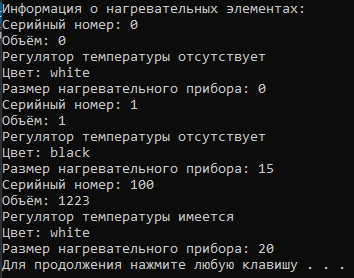 Информация о нагревательных элементах:
Серийный номер: 0
Объём: 0
Регулятор температуры отсутствует
Цвет: white
Размер нагревательного прибора: 0
Серийный номер: 1
Объём: 1
Регулятор температуры отсутствует
Цвет: black
Размер нагревательного прибора: 15
Серийный номер: 100
Объём: 1223
Регулятор температуры имеется
Цвет: white
Размер нагревательного прибора: 20
Для продолжения нажмите любую клавишу . . .